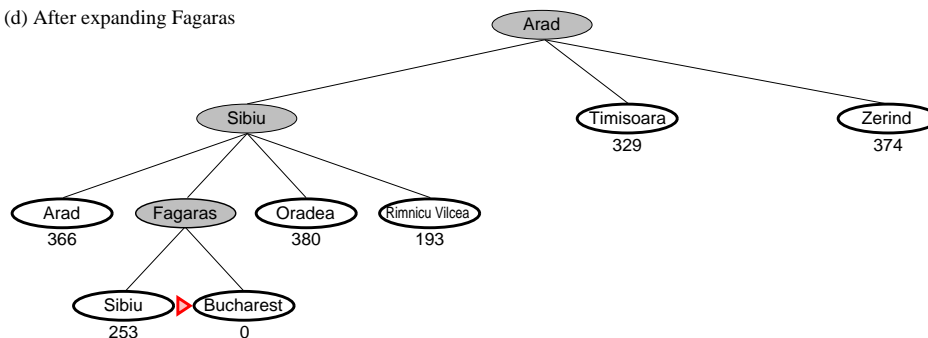 (d) After expanding Fagaras
Arad
Sibiu
Timisoara
Zerind
329
374
Arad
Fagaras
Oradea
Rimnicu Vilcea
366
380
193
Sibiu
Bucharest
253
0